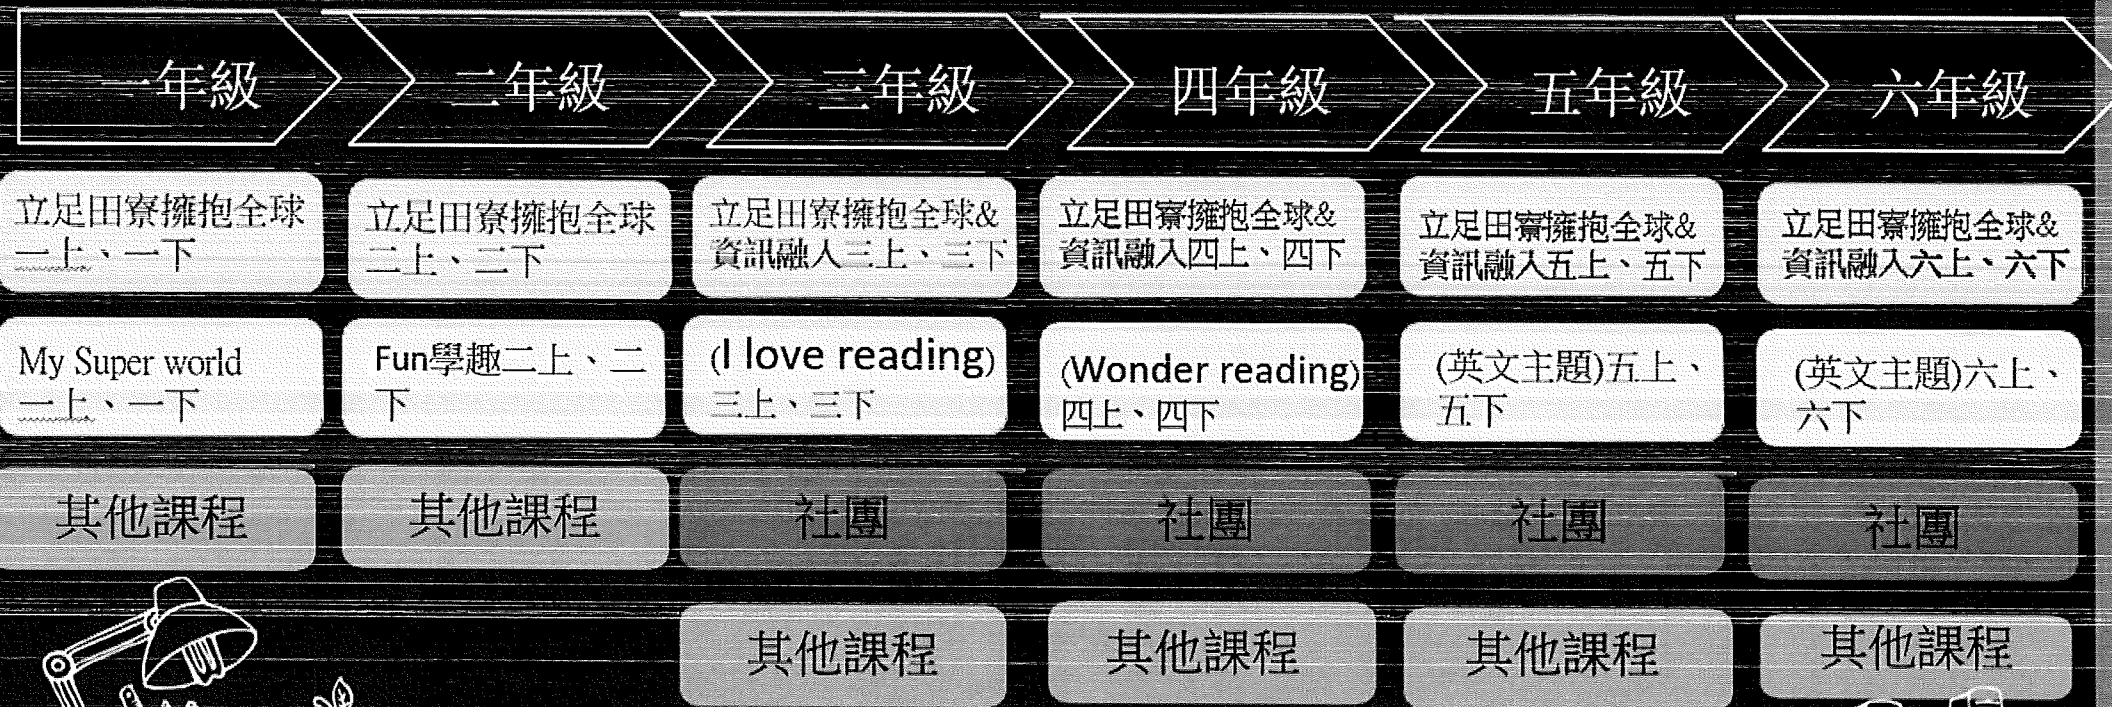 一年級
二年級
三年級
四年級
五年級
六年級
立足田寮擁抱全球
一上、一下
立足田寮擁抱全球
二上、二下
立足田寮擁抱全球&
資訊融入三上、三下
立足田寮擁抱全球&
資訊融入四上、四下
立足田寮擁抱全球&
資訊融入五上、五下
立足田寮擁抱全球&
資訊融入六上、六下
My Super world
一上、一下
Fun學趣二上、二
下
(I love reading)
三上、三下
(Wonder reading)
四上、四下
(英文主題)五上、
五下
(英文主題)六上、
六下
其他課程
其他課程
社團
社團
社團
社團
其他課程
其他課程
其他課程
其他課程